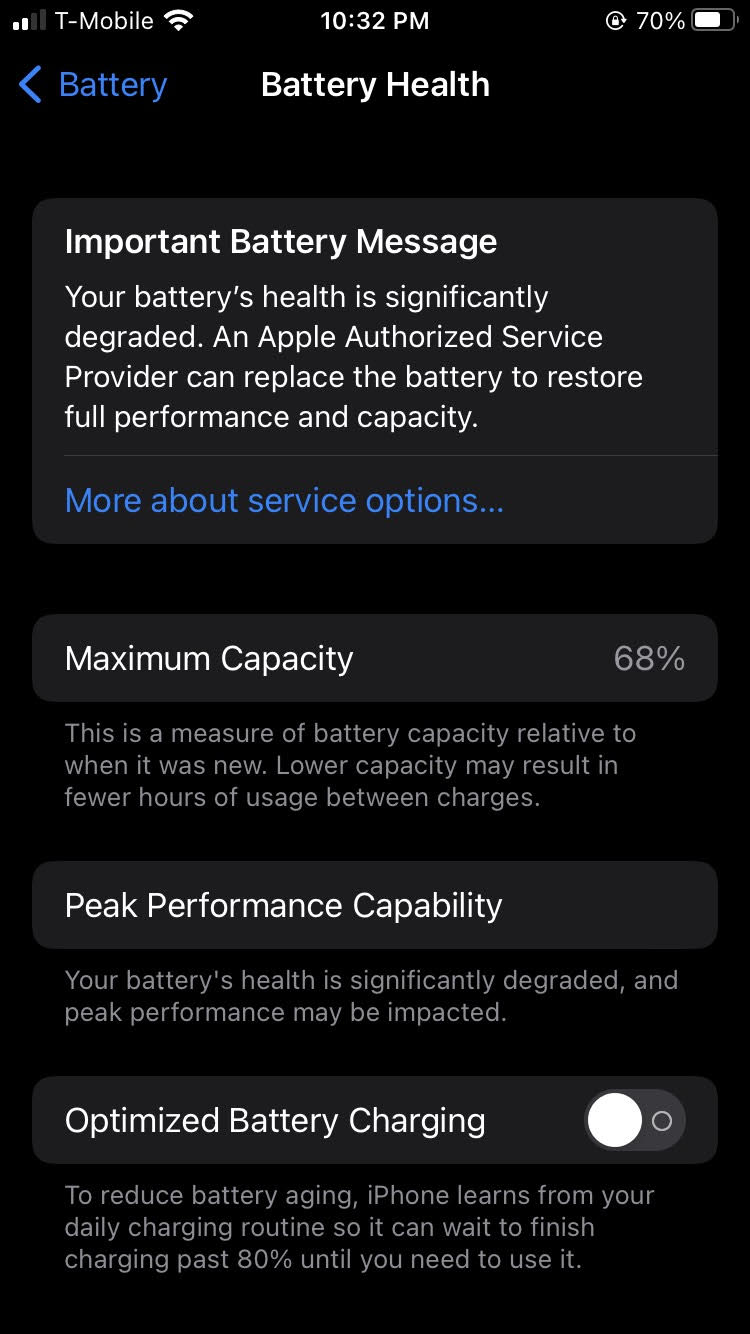 T-Mobile 10:32 PM 70%
Battery Battery Health
Important Battery Message
Your battery’s health is significantly
degraded. An Apple Authorized Service
Provider can replace the battery to restore
full performance and capacity.
More about service options...
Maximum Capacity 68%
This is a measure of battery capacity relative to
when it was new. Lower capacity may result in
fewer hours of usage between charges.
Peak Performance Capability
Your battery's health is significantly degraded, and
peak performance may be impacted.
Optimized Battery Charging
To reduce battery aging, iPhone learns from your
daily charging routine so it can wait to finish
charging past 80% until you need to use it.